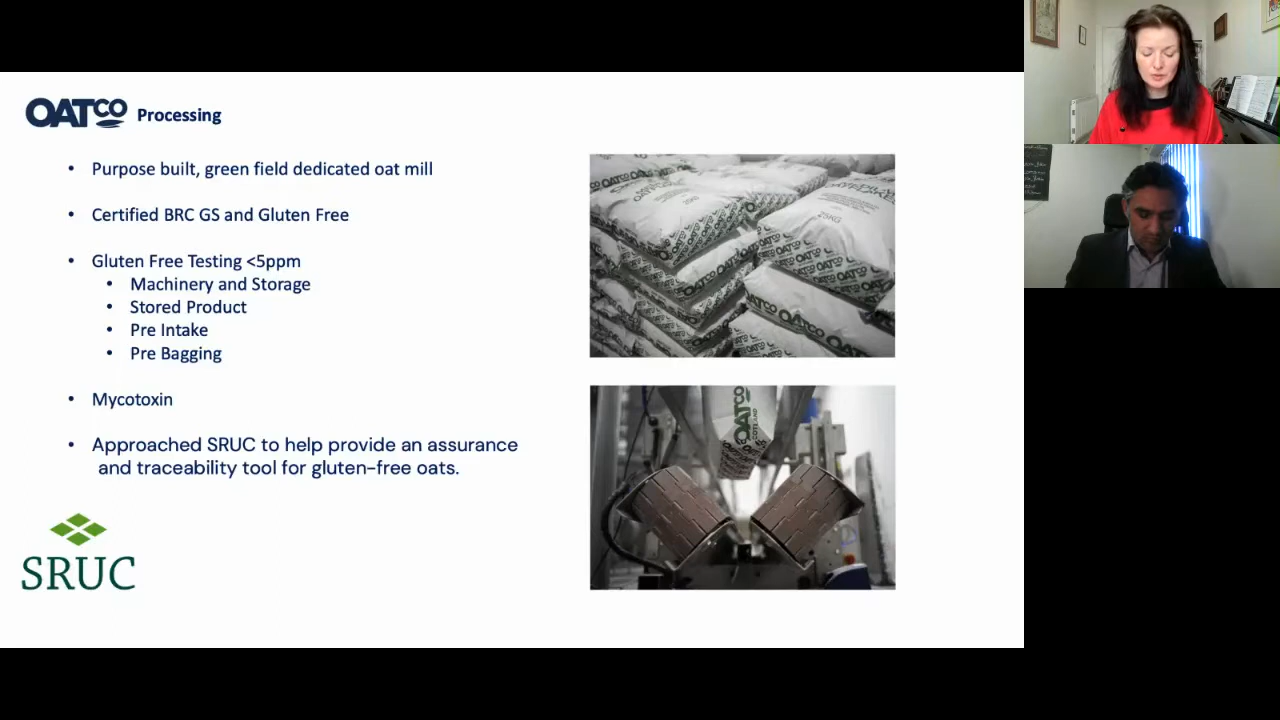 OATCO Processing
• Purpose built, green field dedicated oat mill
• Certified BRC GS and Gluten Free
• Gluten Free Testing <5ppm
• Machinery and Storage
• Stored Product
• Pre Intake
• Pre Bagging
• Mycotoxin
• Approached SRUC to help provide an assurance
and traceability tool for gluten-free oats.
SRUC
OATCO
OATCO
OATCO